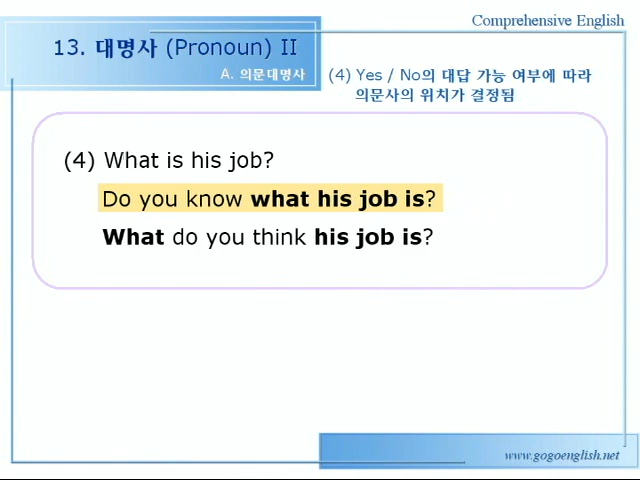 Comprehensive English
13. 대명사 (Pronoun) II
A. 의문대명사
(4) Yes / No의 대답 가능 여부에 따라
의문사의 위치가 결정됨
(4) What is his job?
Do you know what his job is?
What do you think his job is?
www.gogoenglish.net